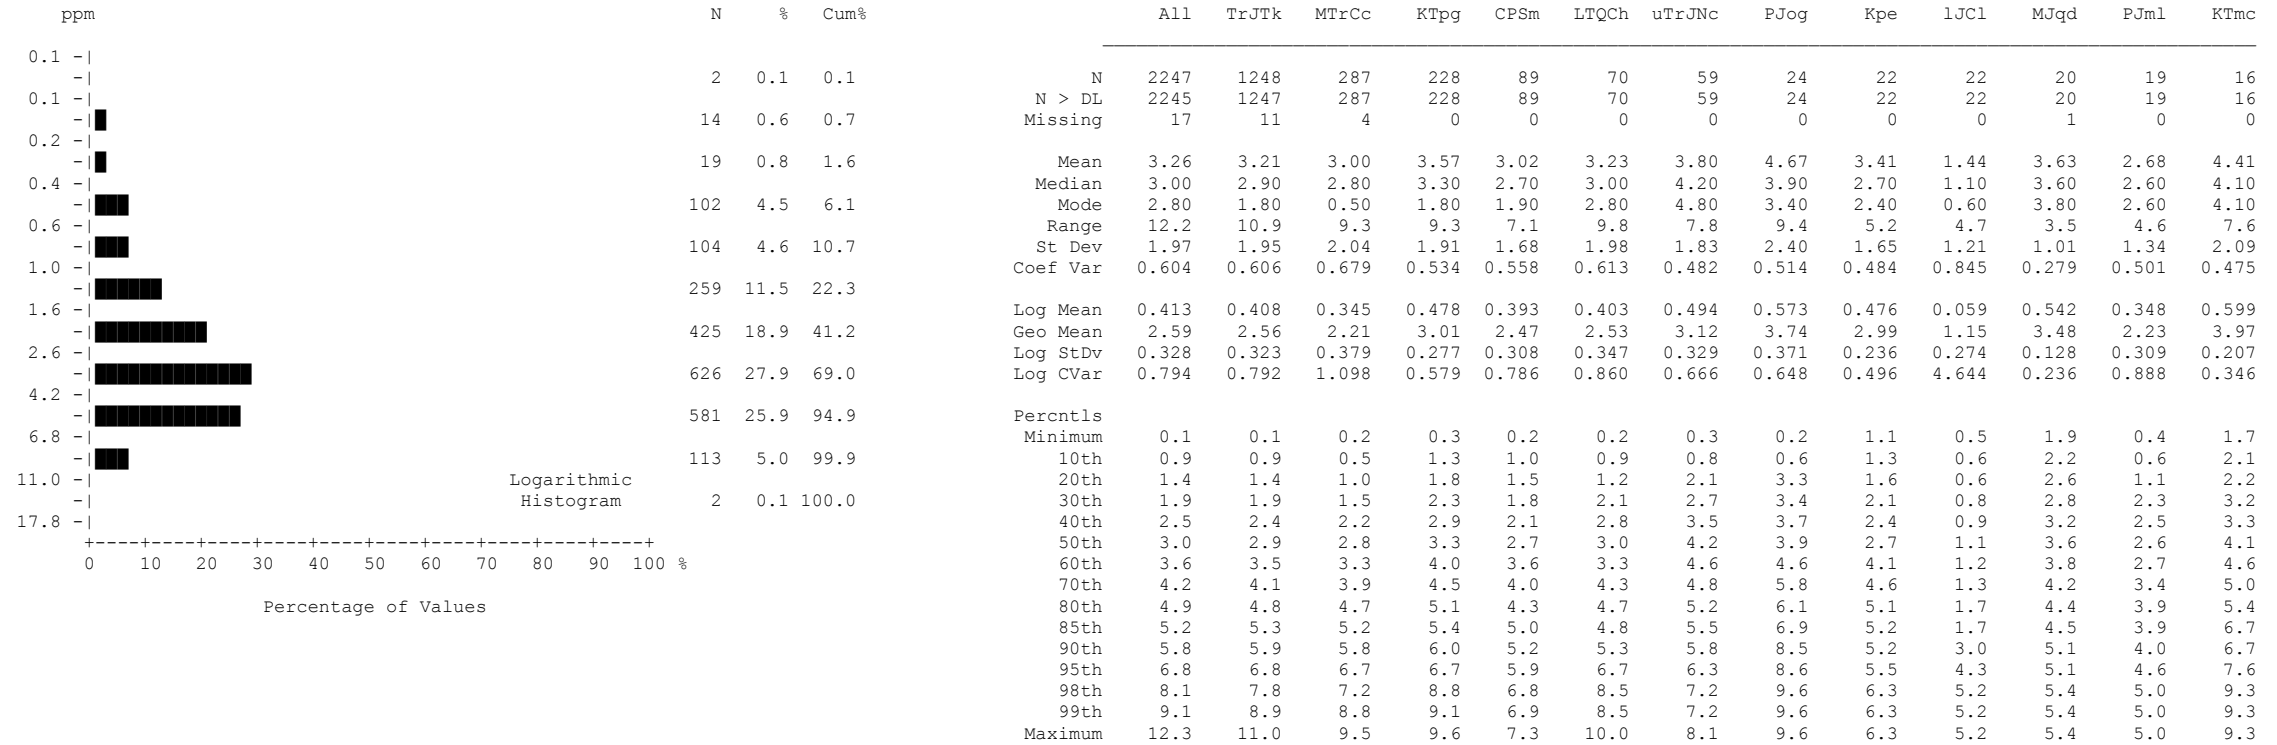 ppm N % Cum% All TrJTk MTrCc KTpg CPSm LTQCh uTrJNc PJog Kpe lJCl MJqd PJml KTmc
0.1 -|
-| 2 0.1 0.1 N 2247 1248 287 228 89 70 59 24 22 22 20 19 16
0.1 -| N > DL 2245 1247 287 228 89 70 59 24 22 22 20 19 16
-| 14 0.6 0.7 Missing 17 11 4 0 0 0 0 0 0 0 1 0 0
0.2 -|
-| 19 0.8 1.6 Mean 3.26 3.21 3.00 3.57 3.02 3.23 3.80 4.67 3.41 1.44 3.63 2.68 4.41
0.4 -| Median 3.00 2.90 2.80 3.30 2.70 3.00 4.20 3.90 2.70 1.10 3.60 2.60 4.10
-| 102 4.5 6.1 Mode 2.80 1.80 0.50 1.80 1.90 2.80 4.80 3.40 2.40 0.60 3.80 2.60 4.10
0.6 -| Range 12.2 10.9 9.3 9.3 7.1 9.8 7.8 9.4 5.2 4.7 3.5 4.6 7.6
-| 104 4.6 10.7 St Dev 1.97 1.95 2.04 1.91 1.68 1.98 1.83 2.40 1.65 1.21 1.01 1.34 2.09
1.0 -| Coef Var 0.604 0.606 0.679 0.534 0.558 0.613 0.482 0.514 0.484 0.845 0.279 0.501 0.475
-| 259 11.5 22.3
1.6 -| Log Mean 0.413 0.408 0.345 0.478 0.393 0.403 0.494 0.573 0.476 0.059 0.542 0.348 0.599
-| 425 18.9 41.2 Geo Mean 2.59 2.56 2.21 3.01 2.47 2.53 3.12 3.74 2.99 1.15 3.48 2.23 3.97
2.6 -| Log StDv 0.328 0.323 0.379 0.277 0.308 0.347 0.329 0.371 0.236 0.274 0.128 0.309 0.207
-| 626 27.9 69.0 Log CVar 0.794 0.792 1.098 0.579 0.786 0.860 0.666 0.648 0.496 4.644 0.236 0.888 0.346
4.2 -|
-| 581 25.9 94.9 Percntls
6.8 -| Minimum 0.1 0.1 0.2 0.3 0.2 0.2 0.3 0.2 1.1 0.5 1.9 0.4 1.7
-| 113 5.0 99.9 10th 0.9 0.9 0.5 1.3 1.0 0.9 0.8 0.6 1.3 0.6 2.2 0.6 2.1
11.0 -| Logarithmic 20th 1.4 1.4 1.0 1.8 1.5 1.2 2.1 3.3 1.6 0.6 2.6 1.1 2.2
-| Histogram 2 0.1 100.0 30th 1.9 1.9 1.5 2.3 1.8 2.1 2.7 3.4 2.1 0.8 2.8 2.3 3.2
17.8 -| 40th 2.5 2.4 2.2 2.9 2.1 2.8 3.5 3.7 2.4 0.9 3.2 2.5 3.3
50th 3.0 2.9 2.8 3.3 2.7 3.0 4.2 3.9 2.7 1.1 3.6 2.6 4.1
0 10 20 30 40 50 60 70 80 90 100 % 60th 3.6 3.5 3.3 4.0 3.6 3.3 4.6 4.6 4.1 1.2 3.8 2.7 4.6
70th 4.2 4.1 3.9 4.5 4.0 4.3 4.8 5.8 4.6 1.3 4.2 3.4 5.0
Percentage of Values 80th 4.9 4.8 4.7 5.1 4.3 4.7 5.2 6.1 5.1 1.7 4.4 3.9 5.4
85th 5.2 5.3 5.2 5.4 5.0 4.8 5.5 6.9 5.2 1.7 4.5 3.9 6.7
90th 5.8 5.9 5.8 6.0 5.2 5.3 5.8 8.5 5.2 3.0 5.1 4.0 6.7
95th 6.8 6.8 6.7 6.7 5.9 6.7 6.3 8.6 5.5 4.3 5.1 4.6 7.6
98th 8.1 7.8 7.2 8.8 6.8 8.5 7.2 9.6 6.3 5.2 5.4 5.0 9.3
99th 9.1 8.9 8.8 9.1 6.9 8.5 7.2 9.6 6.3 5.2 5.4 5.0 9.3
Maximum 12.3 11.0 9.5 9.6 7.3 10.0 8.1 9.6 6.3 5.2 5.4 5.0 9.3